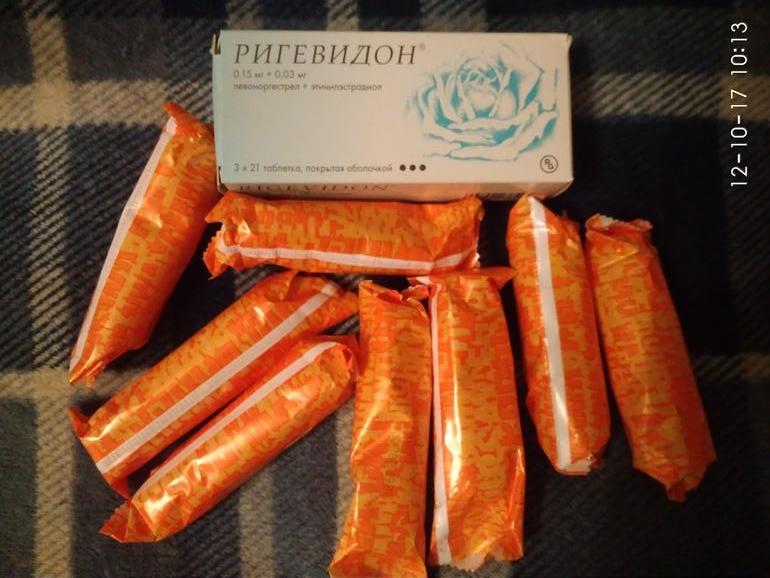 РИГЕВИДОН®
0,15 мг + 0,03 мг
левоноргестрел + этинилэстрадиол
3 x 21 таблетка, покрытая оболочкой
RIGEVIDON
12-10-17 10:13